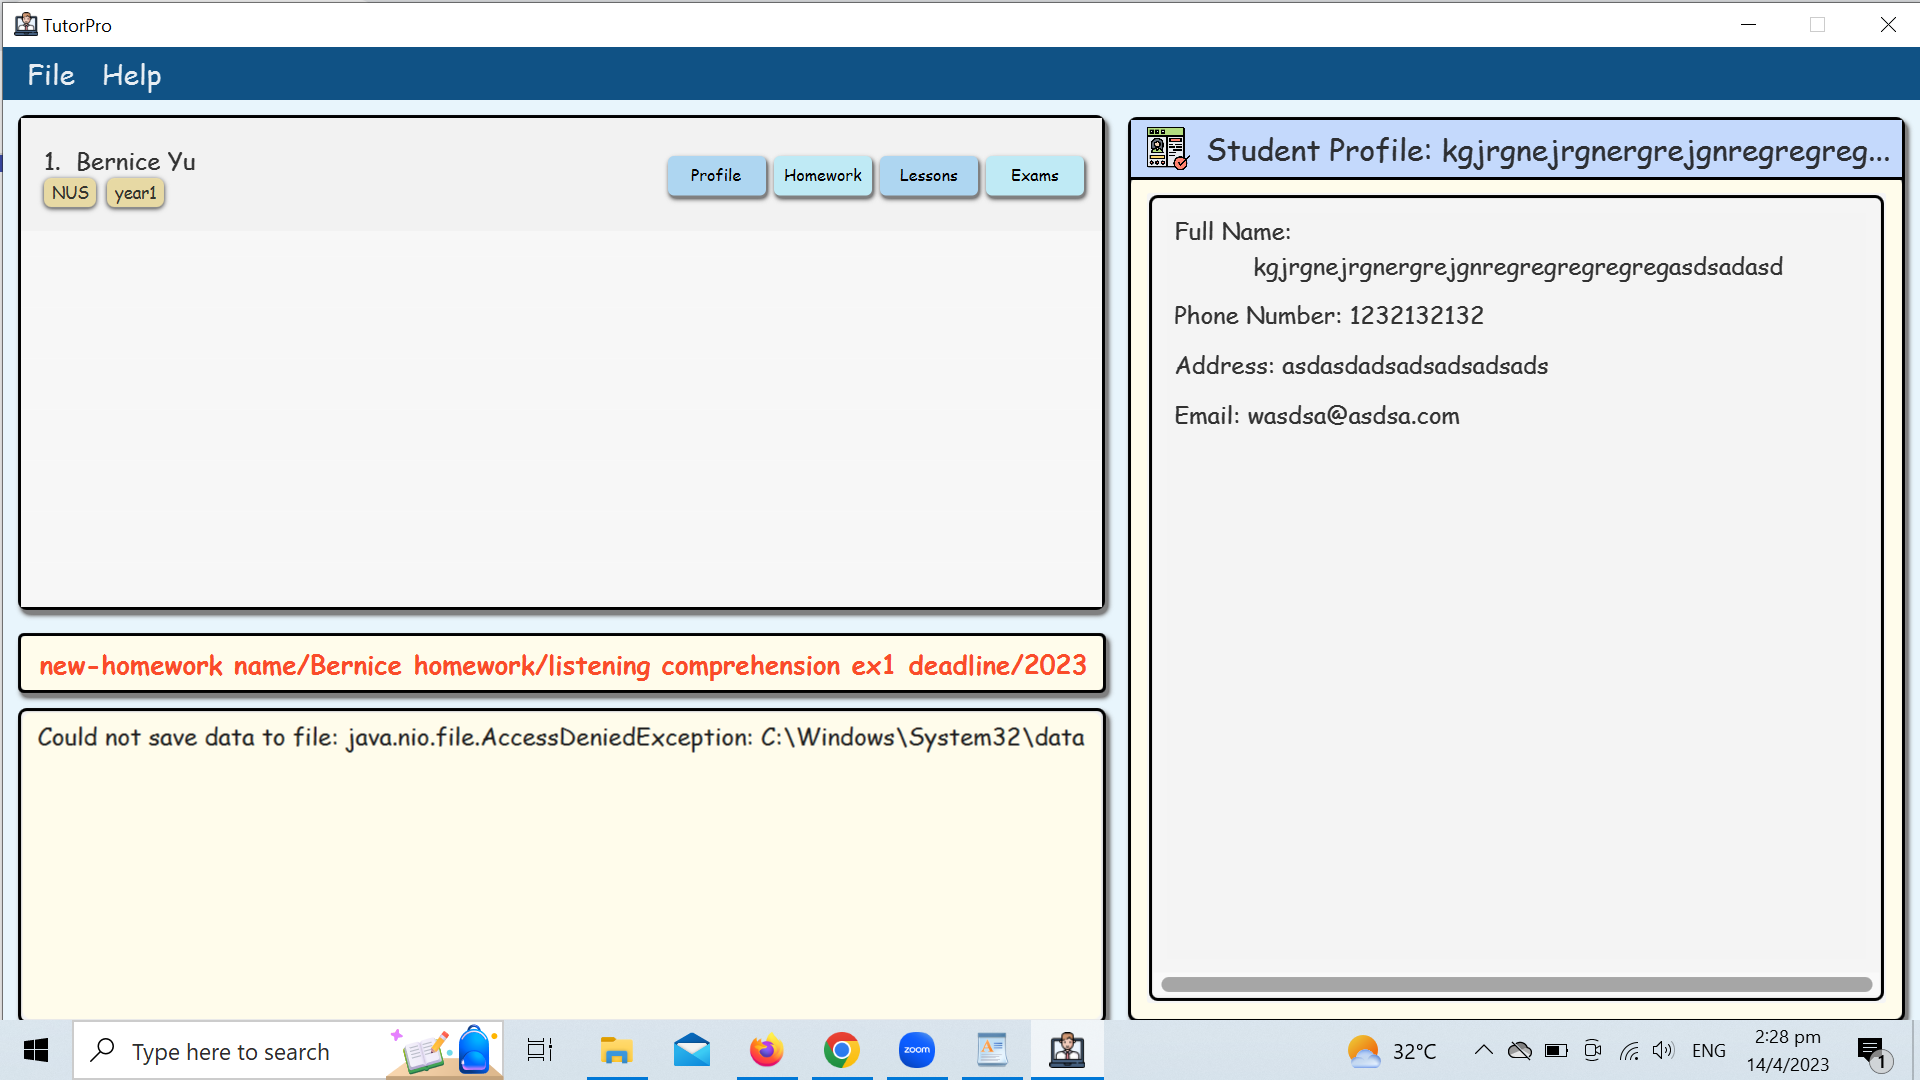 TutorPro
File Help
1. Bernice Yu
NUS year1
Profile Homework Lessons Exams
new-homework name/Bernice homework/listening comprehension ex1 deadline/2023
Could not save data to file: java.nio.file.AccessDeniedException: C:\Windows\System32\data
Student Profile: kgjrgnejrgnergrejgnregregreg...
Full Name:
kgjrgnejrgnergrejgnregregregregregasdsadasd
Phone Number: 1232132132
Address: asdasdadsadsadsadsads
Email: wasdsa@asdsa.com
Type here to search
zoom
32°C
ENG
2:28 pm
14/4/2023
1